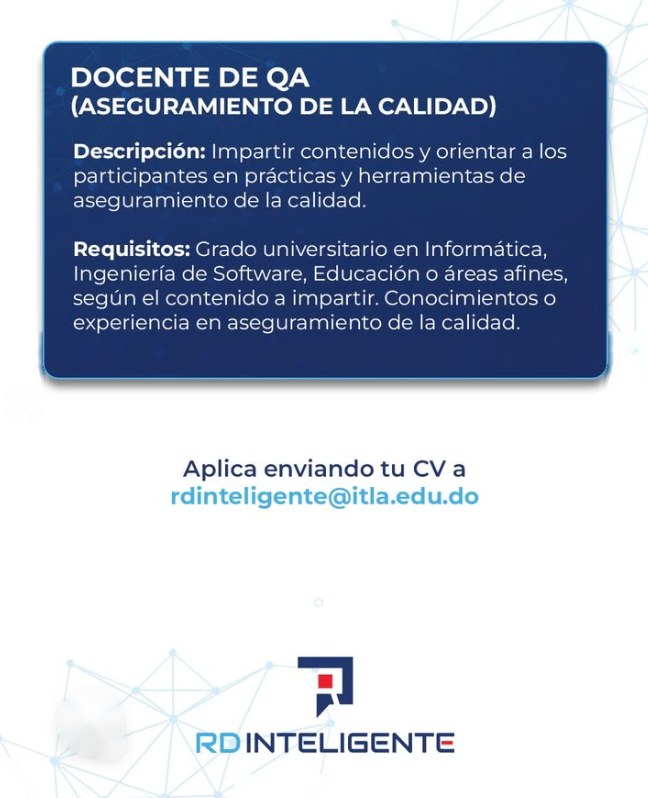 DOCENTE DE QA
(ASEGURAMIENTO DE LA CALIDAD)
Descripción: Impartir contenidos y orientar a los
participantes en prácticas y herramientas de
aseguramiento de la calidad.
Requisitos: Grado universitario en Informática,
Ingeniería de Software, Educación o áreas afines,
según el contenido a impartir. Conocimientos o
experiencia en aseguramiento de la calidad.
Aplica enviando tu CV a
rdinteligente@itla.edu.do
RD INTELIGENTE